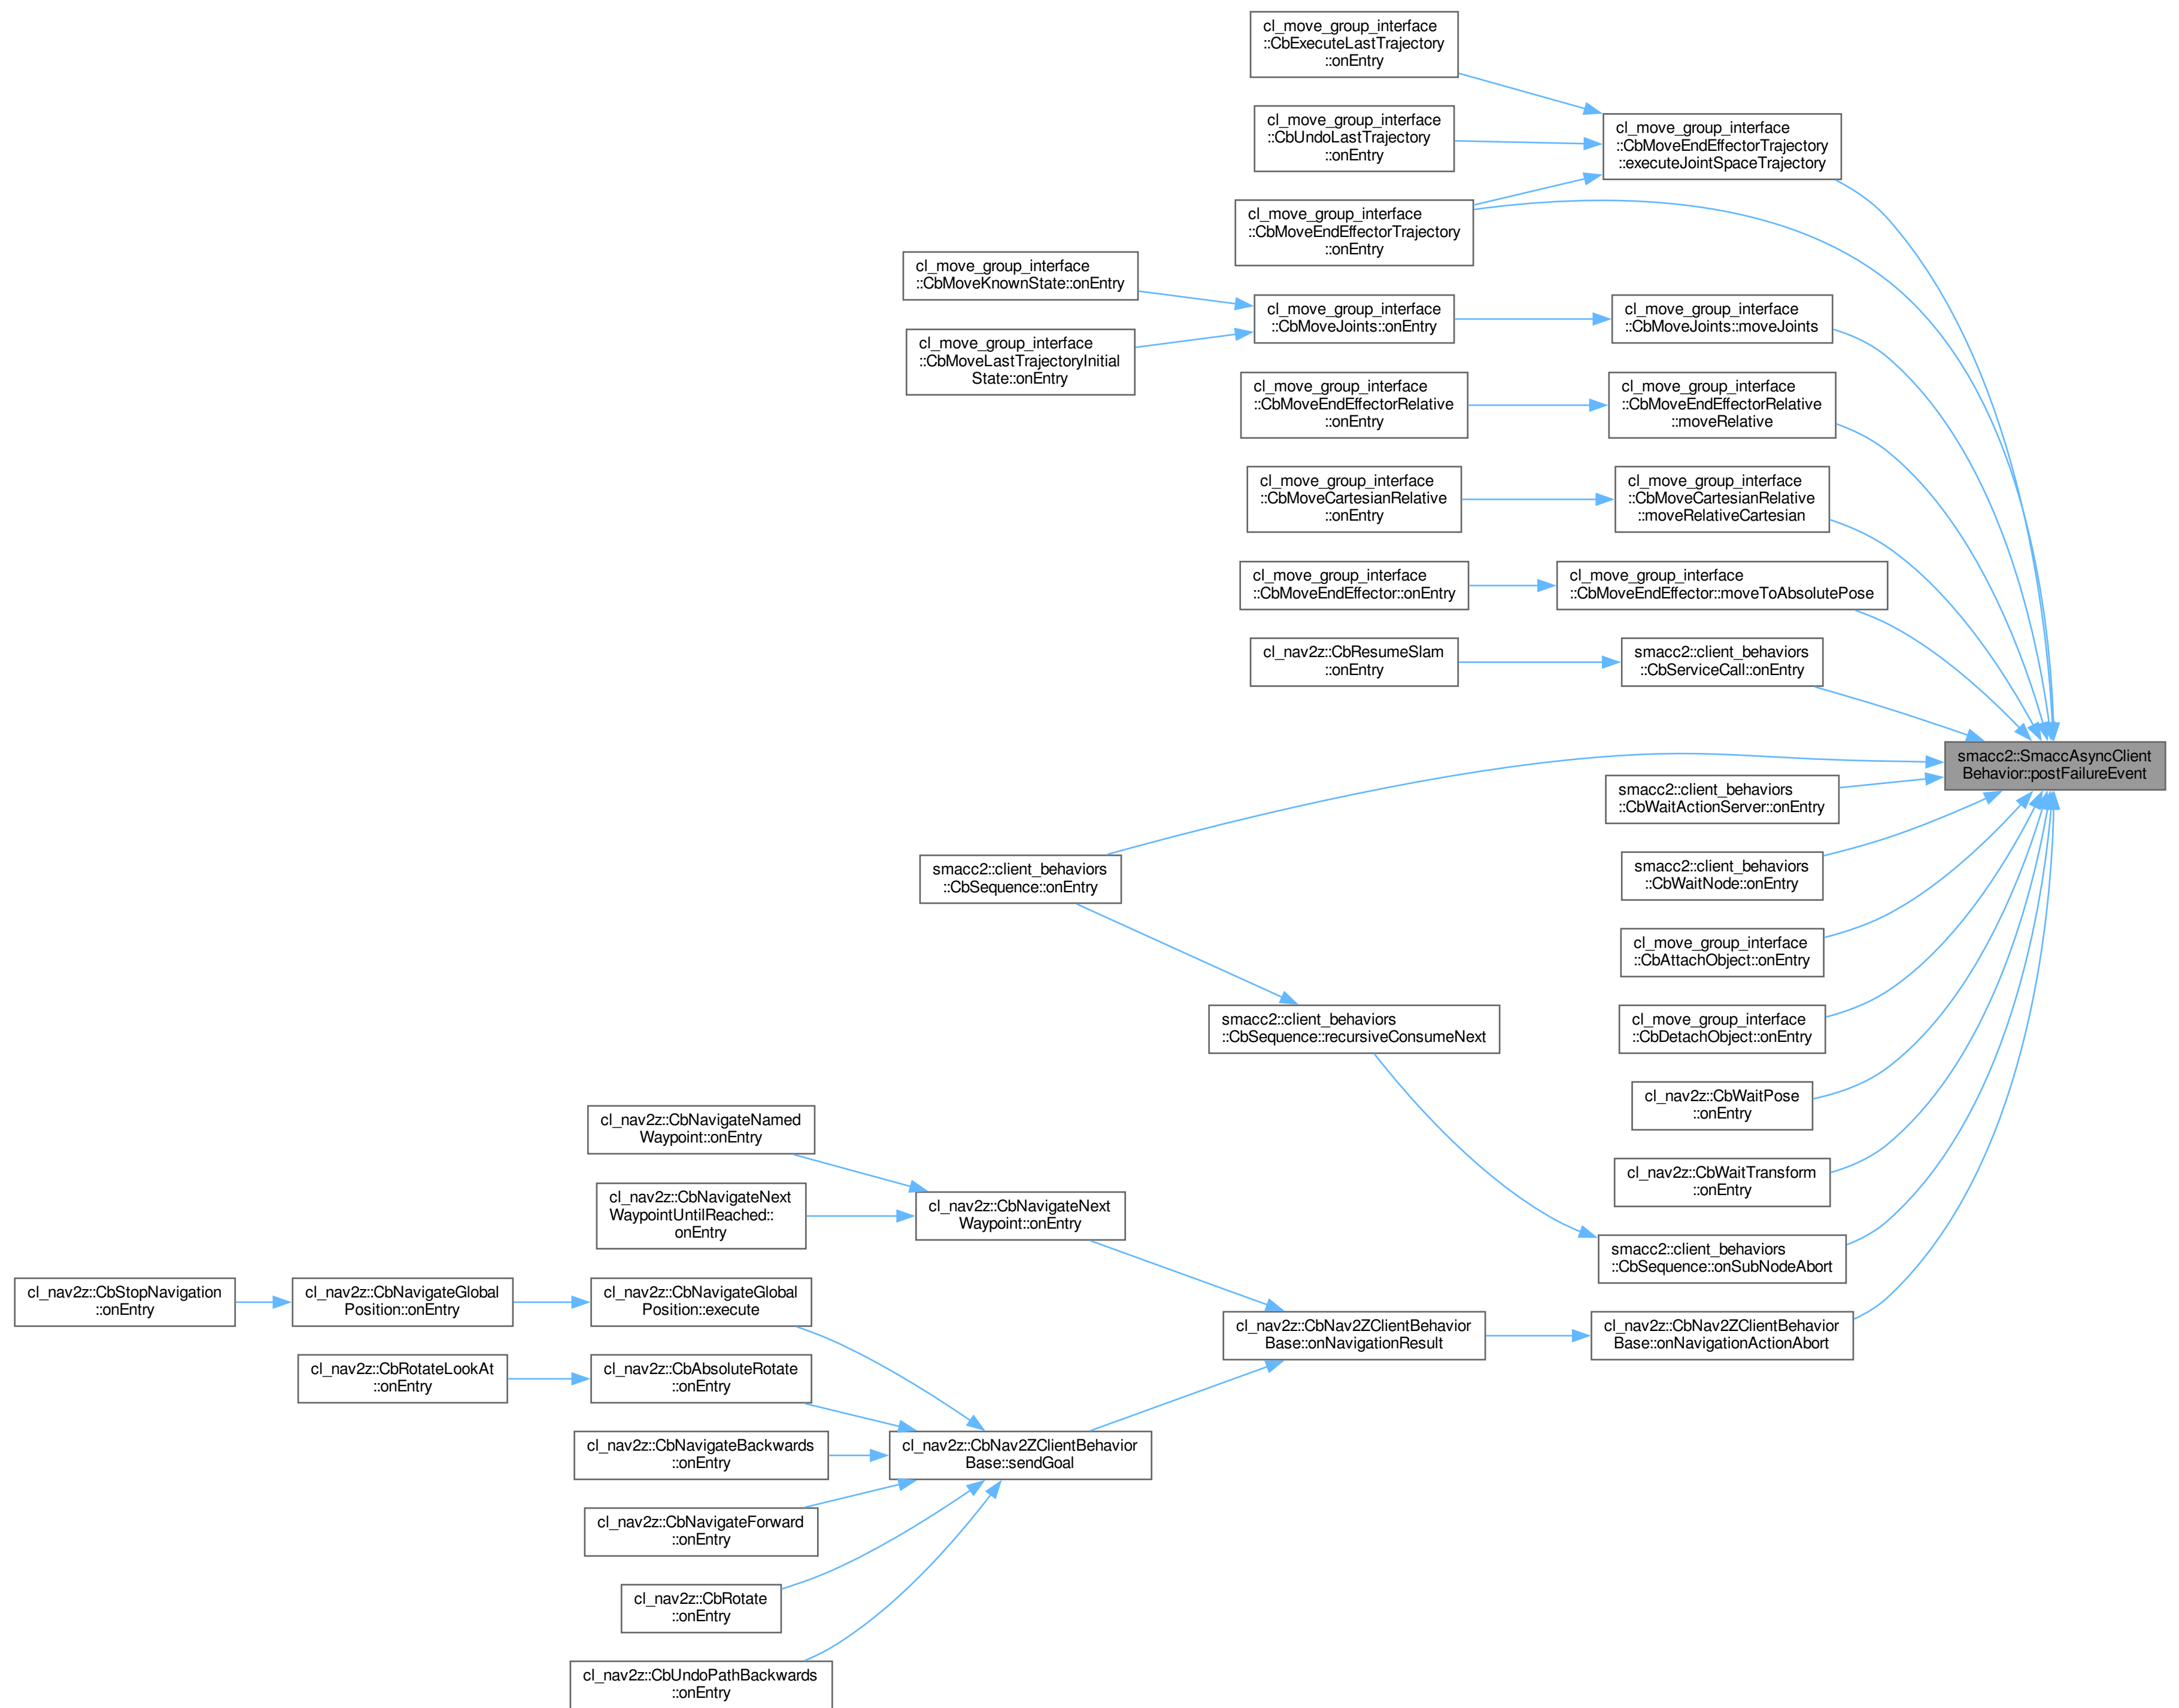 cl_move_group_interface
::CbExecuteLastTrajectory
::onEntry
cl_move_group_interface
::CbUndoLastTrajectory
::onEntry
cl_move_group_interface
::CbMoveEndEffectorTrajectory
::executeJointSpaceTrajectory
cl_move_group_interface
::CbMoveEndEffectorTrajectory
::onEntry
cl_move_group_interface
::CbMoveKnownState::onEntry
cl_move_group_interface
::CbMoveJoints::onEntry
cl_move_group_interface
::CbMoveJoints::moveJoints
cl_move_group_interface
::CbMoveLastTrajectoryInitial
State::onEntry
cl_move_group_interface
::CbMoveEndEffectorRelative
::onEntry
cl_move_group_interface
::CbMoveEndEffectorRelative
::moveRelative
cl_move_group_interface
::CbMoveCartesianRelative
::onEntry
cl_move_group_interface
::CbMoveCartesianRelative
::moveRelativeCartesian
cl_move_group_interface
::CbMoveEndEffector::onEntry
cl_move_group_interface
::CbMoveEndEffector::moveToAbsolutePose
cl_nav2z::CbResumeSlam
::onEntry
smacc2::client_behaviors
::CbServiceCall::onEntry
smacc2::SmaccAsyncClient
Behavior::postFailureEvent
smacc2::client_behaviors
::CbWaitActionServer::onEntry
smacc2::client_behaviors
::CbSequence::onEntry
smacc2::client_behaviors
::CbWaitNode::onEntry
cl_move_group_interface
::CbAttachObject::onEntry
smacc2::client_behaviors
::CbSequence::recursiveConsumeNext
cl_move_group_interface
::CbDetachObject::onEntry
cl_nav2z::CbWaitPose
::onEntry
cl_nav2z::CbNavigateNamed
Waypoint::onEntry
cl_nav2z::CbWaitTransform
::onEntry
cl_nav2z::CbNavigateNext
WaypointUntilReached::
onEntry
cl_nav2z::CbNavigateNext
Waypoint::onEntry
smacc2::client_behaviors
::CbSequence::onSubNodeAbort
cl_nav2z::CbStopNavigation
::onEntry
cl_nav2z::CbNavigateGlobal
Position::onEntry
cl_nav2z::CbNavigateGlobal
Position::execute
cl_nav2z::CbNav2ZClientBehavior
Base::onNavigationResult
cl_nav2z::CbNav2ZClientBehavior
Base::onNavigationActionAbort
cl_nav2z::CbRotateLookAt
::onEntry
cl_nav2z::CbAbsoluteRotate
::onEntry
cl_nav2z::CbNavigateBackwards
::onEntry
cl_nav2z::CbNav2ZClientBehavior
Base::sendGoal
cl_nav2z::CbNavigateForward
::onEntry
cl_nav2z::CbRotate
::onEntry
cl_nav2z::CbUndoPathBackwards
::onEntry